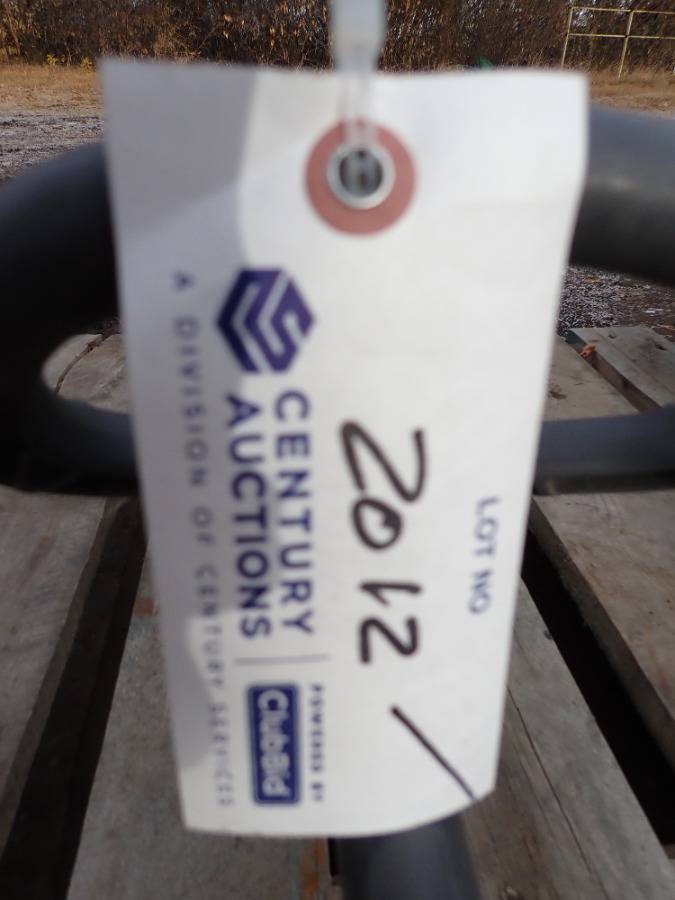 LOT NO
2012 /
CENTURY
AUCTIONS
A DIVISION OF CENTURY SERVICES
POWERED BY
ClubBid